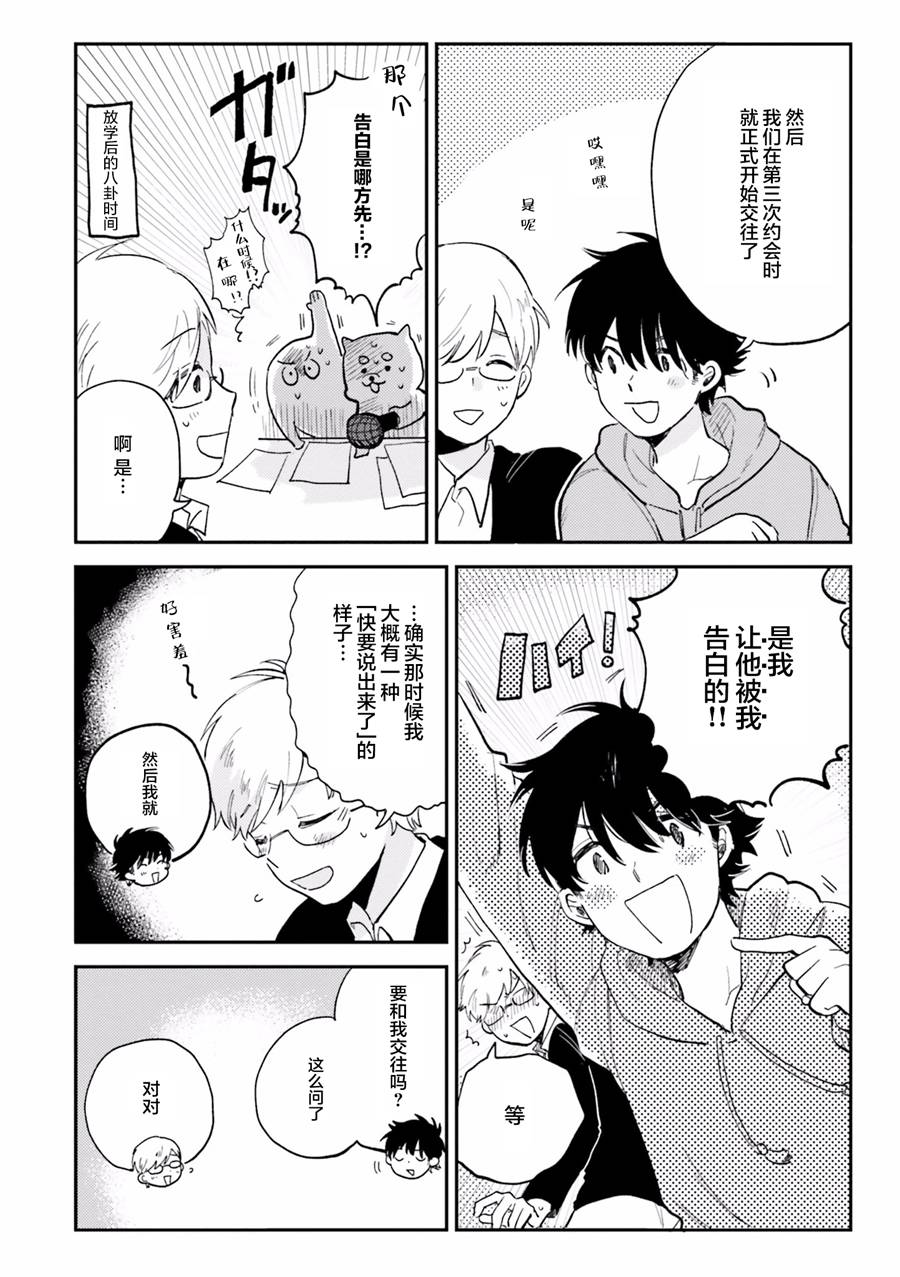 然后
我们在第三次约会时
就正式开始交往了
哎嘿嘿
是呢
那个
告白是哪方先…!?
ガタッ
什么时候!?
在哪!?
放学后的八卦时间
啊是…
是我
让他被我
告白的!!
ハイ!
等
…确实那时候我
大概有一种
「快要说出来了」的
样子…
好害羞
然后我就
要和我交往吗?
这么问了
对对